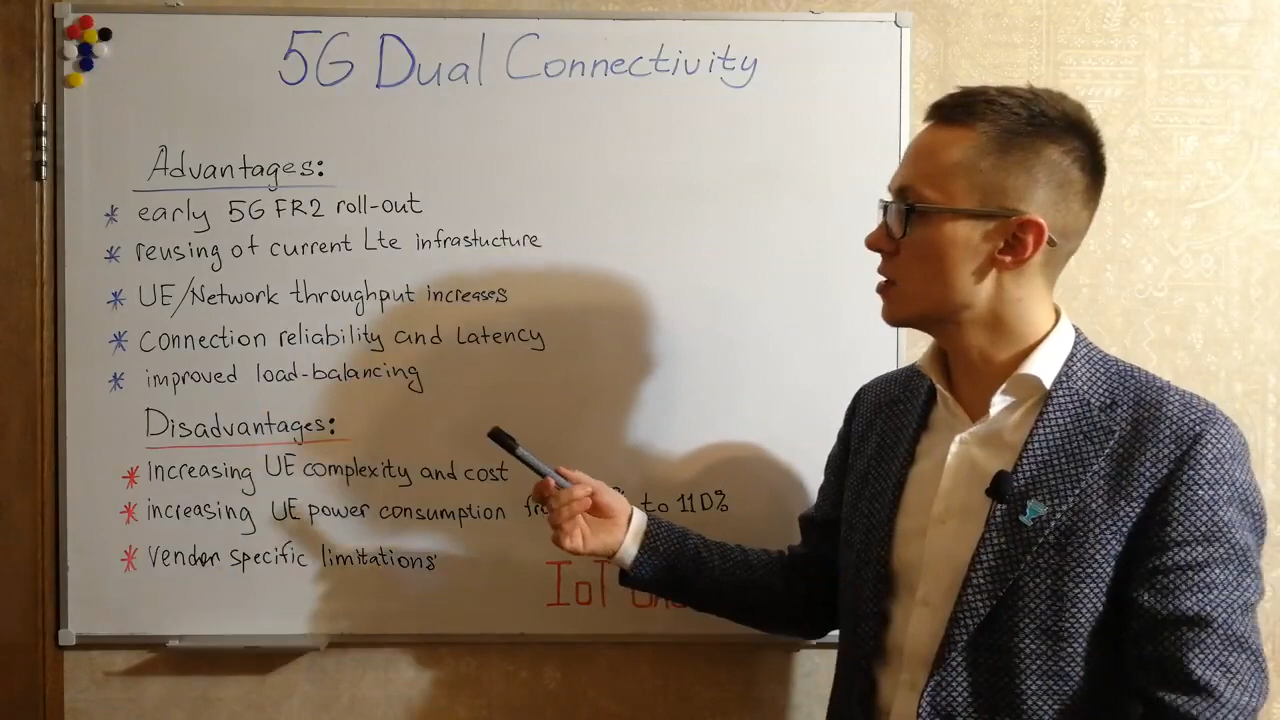 5G Dual Connectivity
Advantages:
* early 5G FR2 roll-out
* reusing of current Lte infrastucture
* UE/Network throughput increases
* connection reliability and Latency
* improved load-balancing
Disadvantages:
* Increasing UE complexity and cost
* increasing UE power consumption to 110%
* Vendor specific limitations
IoT